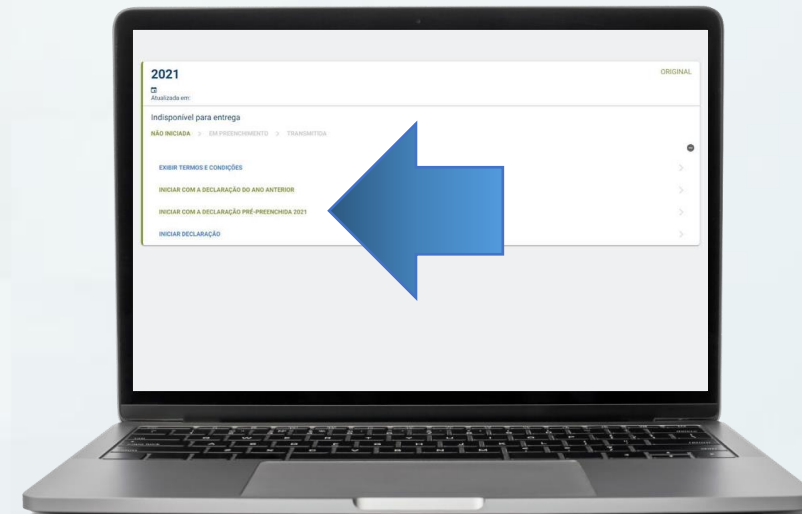 2021
ORIGINAL
Atualizada em:
Indisponível para entrega
NÃO INICIADA > EM PREENCHIMENTO > TRANSMITIDA
EXIBIR TERMOS E CONDIÇÕES
INICIAR COM A DECLARAÇÃO DO ANO ANTERIOR
INICIAR COM A DECLARAÇÃO PRÉ-PREENCHIDA 2021
INICIAR DECLARAÇÃO